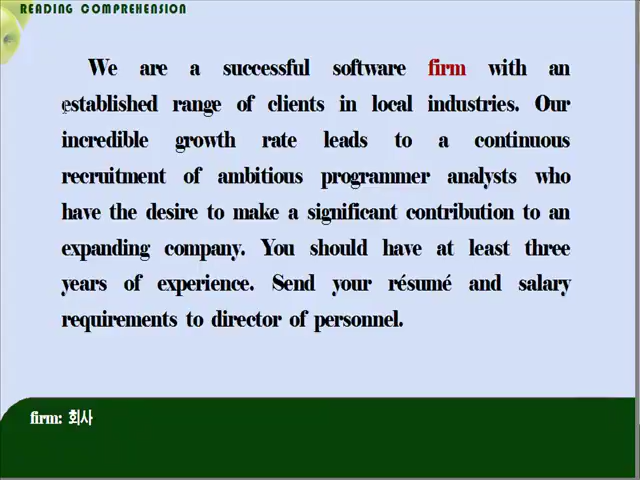 READING COMPREHENSION
We are a successful software firm with an
established range of clients in local industries. Our
incredible growth rate leads to a continuous
recruitment of ambitious programmer analysts who
have the desire to make a significant contribution to an
expanding company. You should have at least three
years of experience. Send your résumé and salary
requirements to director of personnel.
firm: 회사